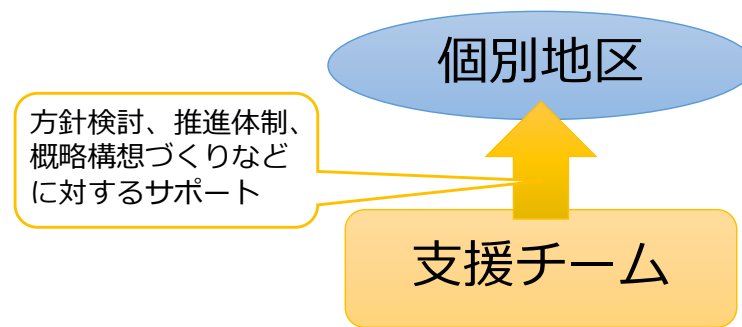 個別地区
方針検討、推進体制、
概略構想づくりなど
に対するサポート
支援チーム